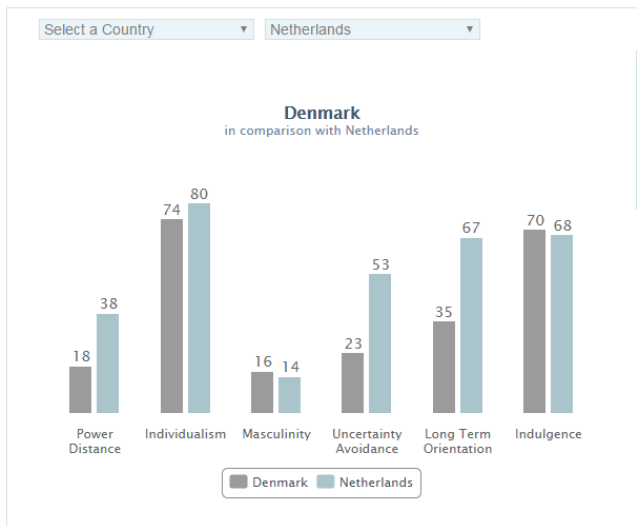 Select a Country
Netherlands
Denmark
in comparison with Netherlands
18
38
74
80
16
14
23
53
35
67
70
68
Power
Distance
Individualism
Masculinity
Uncertainty
Avoidance
Long Term
Orientation
Indulgence
Denmark
Netherlands